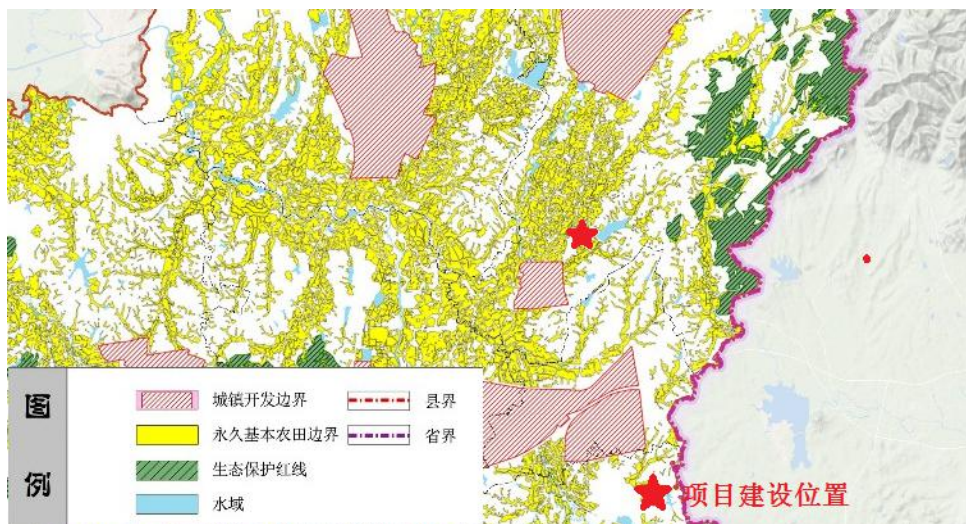 图例
城镇开发边界 县界
永久基本农田边界 省界
生态保护红线
水域
项目建设位置